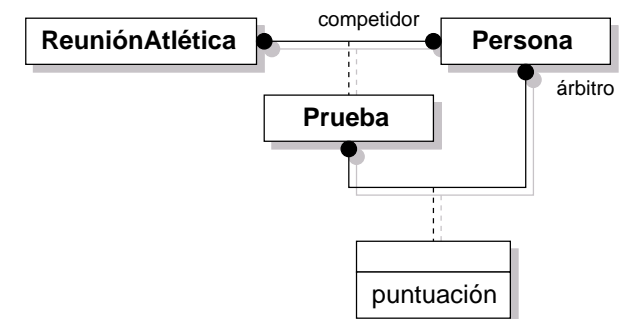 competidor
ReuniónAtlética
Persona
árbitro
Prueba
puntuación